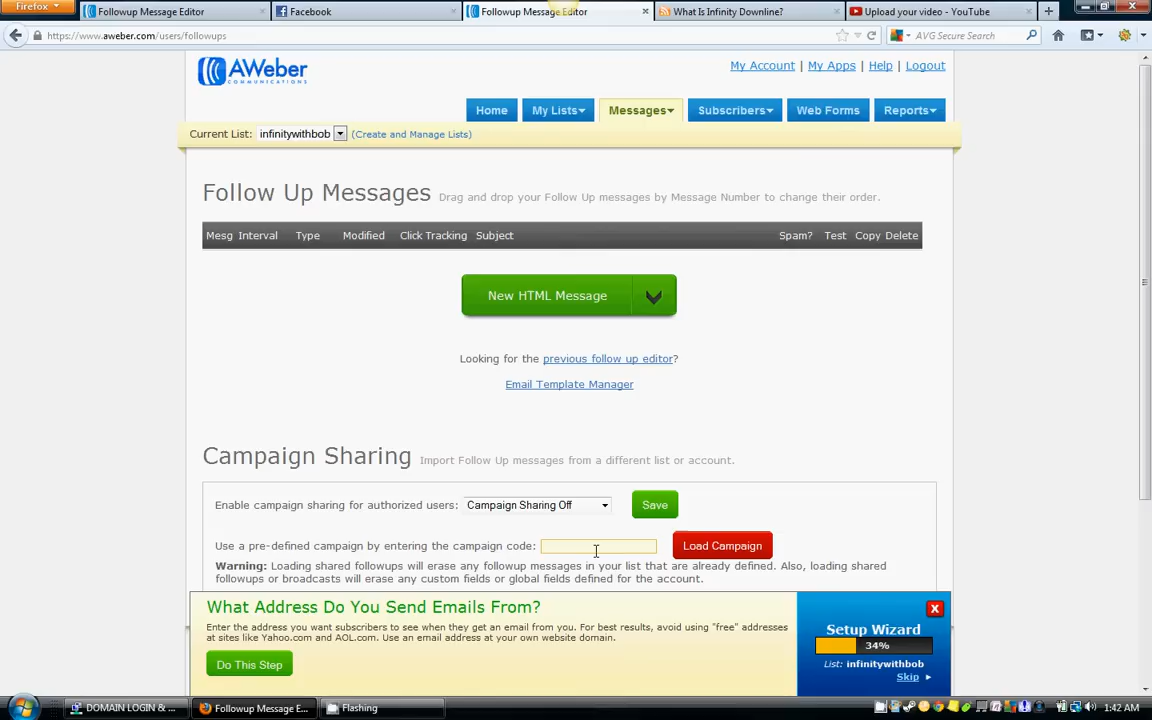 Firefox
Followup Message Editor
Facebook
Followup Message Editor
What Is Infinity Downline?
Upload your video - YouTube
https://www.aweber.com/users/followups
AVG Secure Search
AWeber
COMMUNICATIONS
My Account
My Apps
Help
Logout
Home
My Lists
Messages
Subscribers
Web Forms
Reports
Current List: infinitywithbob (Create and Manage Lists)
Follow Up Messages Drag and drop your Follow Up messages by Message Number to change their order.
Mesg Interval Type Modified Click Tracking Subject Spam? Test Copy Delete
New HTML Message
Looking for the previous follow up editor?
Email Template Manager
Campaign Sharing Import Follow Up messages from a different list or account.
Enable campaign sharing for authorized users: Campaign Sharing Off Save
Use a pre-defined campaign by entering the campaign code: Load Campaign
Warning: Loading shared followups will erase any followup messages in your list that are already defined. Also, loading shared
followups or broadcasts will erase any custom fields or global fields defined for the account.
What Address Do You Send Emails From?
Enter the address you want subscribers to see when they get an email from you. For best results, avoid using "free" addresses
at sites like Yahoo.com and AOL.com. Use an email address at your own website domain.
Do This Step
X
Setup Wizard
34%
List: infinitywithbob
Skip
DOMAIN LOGIN & ...
Followup Message E...
Flashing
1:42 AM